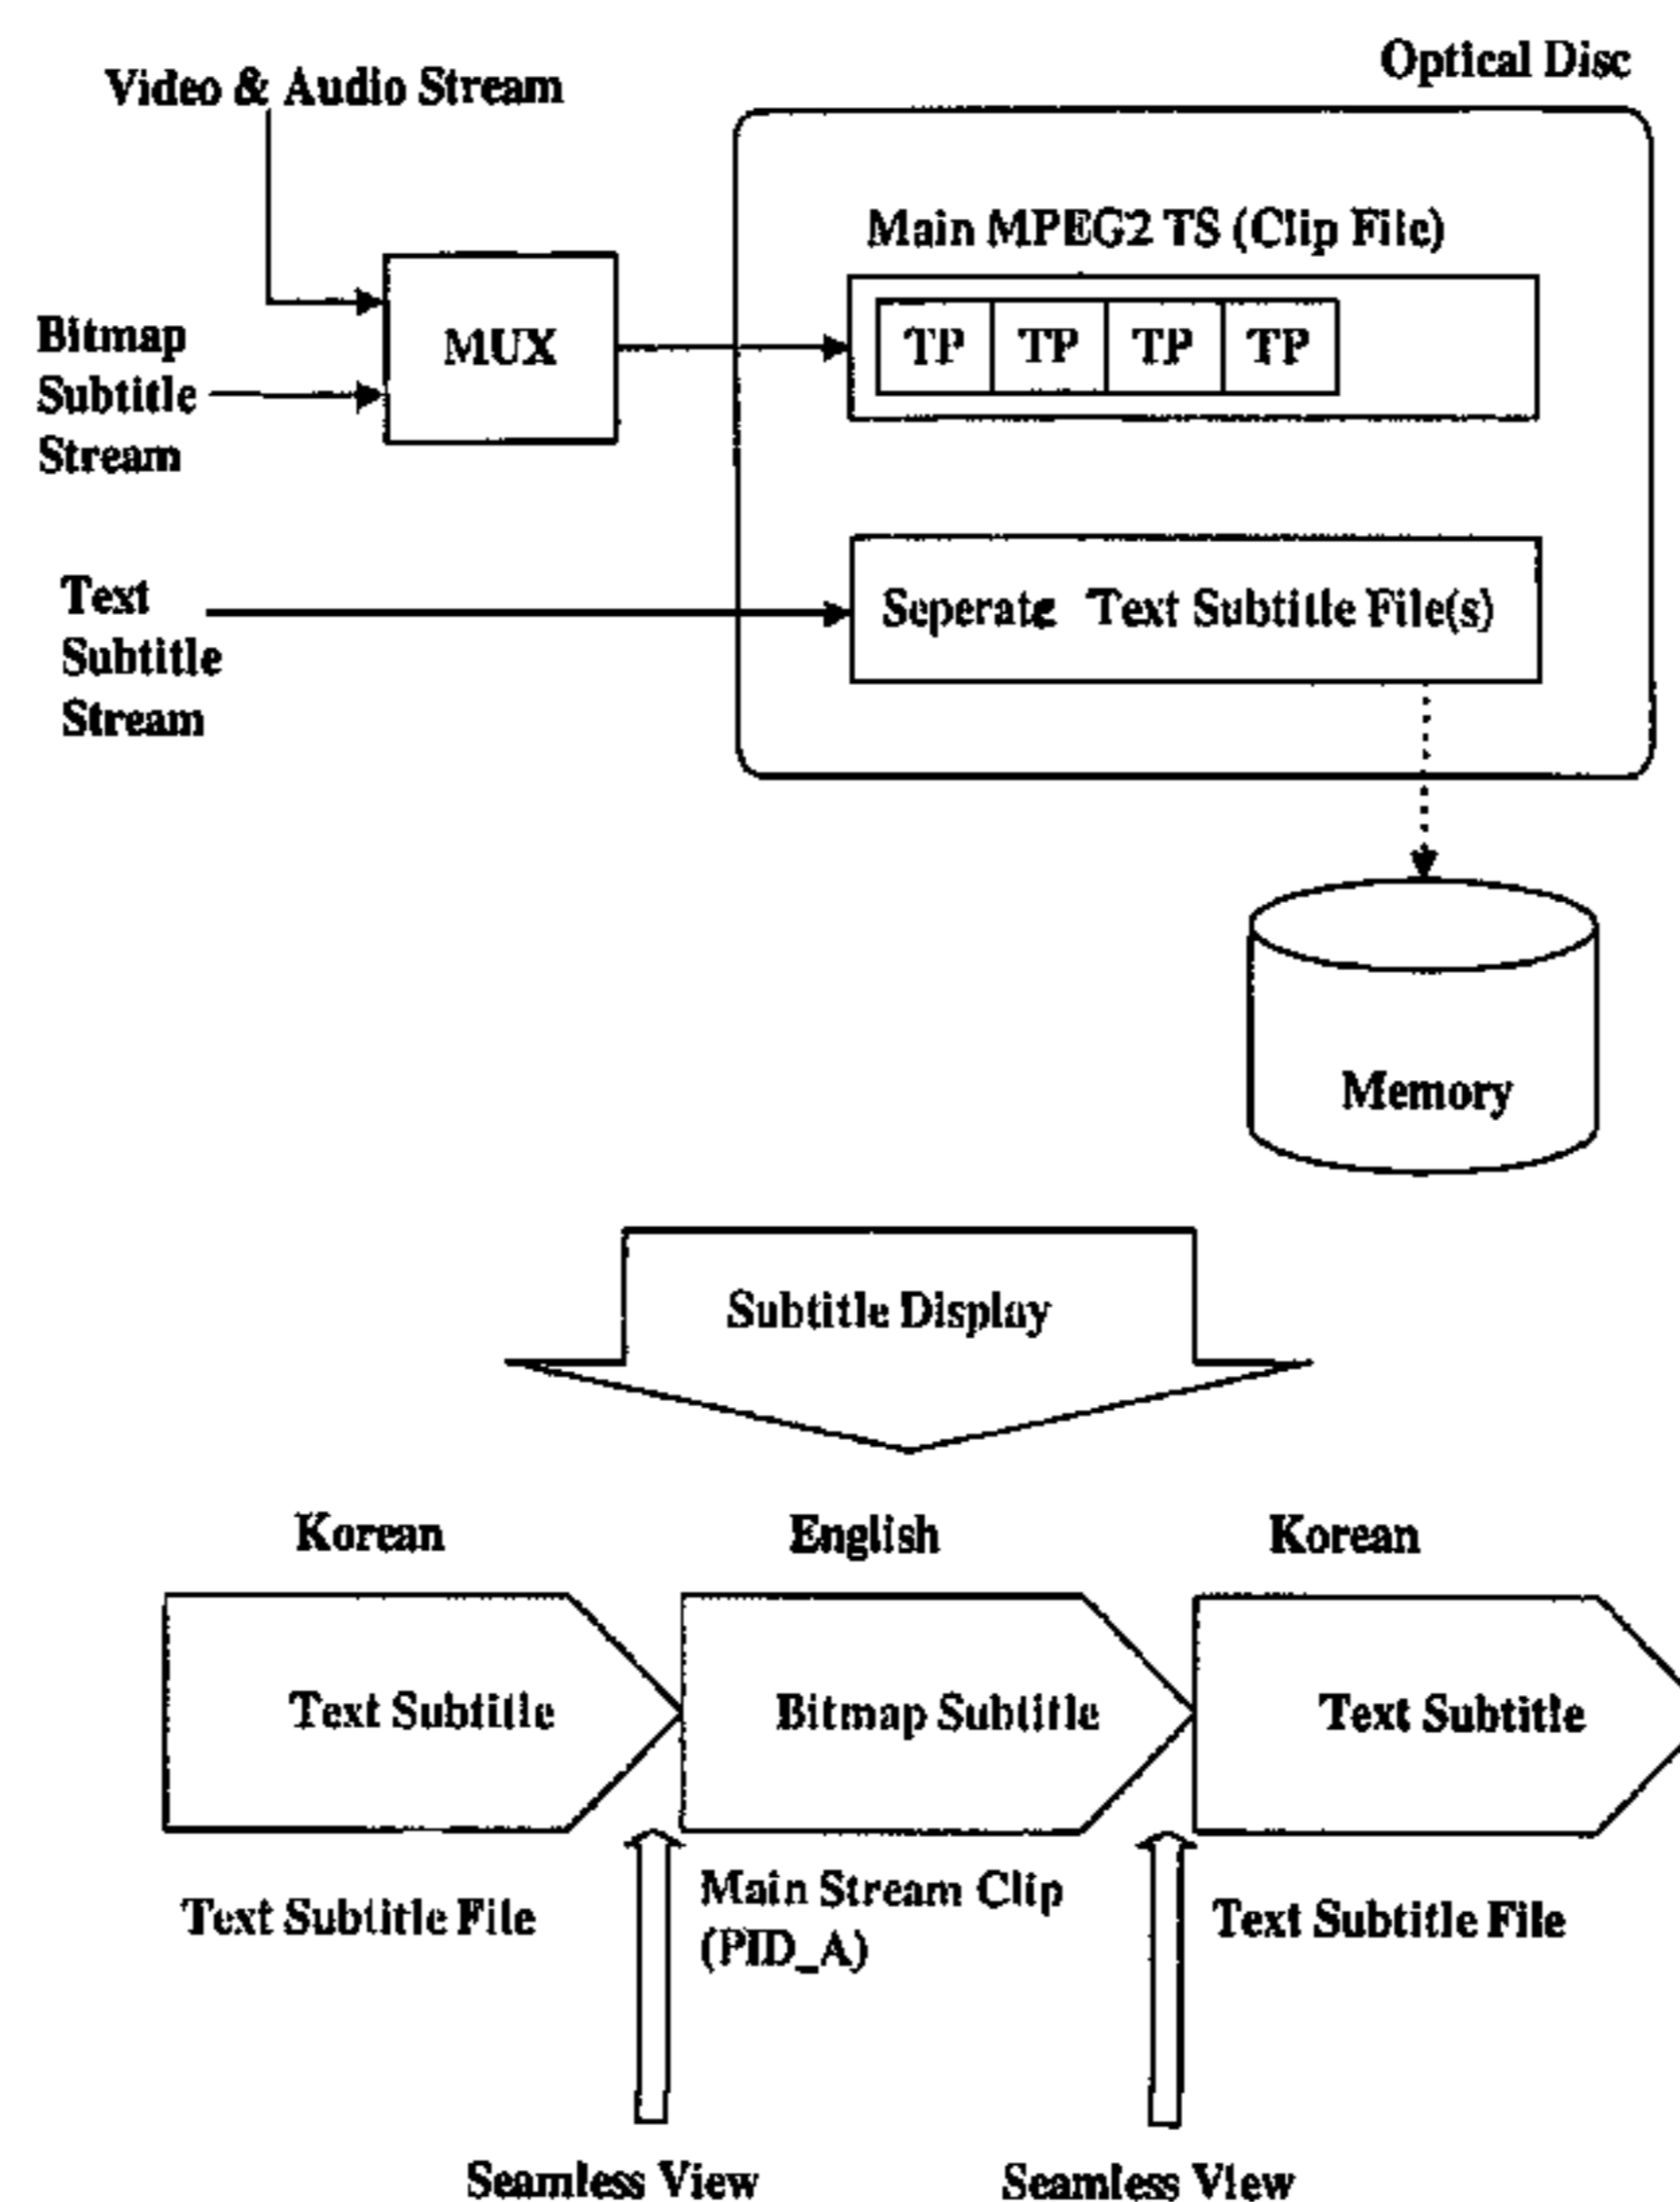 Optical Disc
Video & Audio Stream
Main MPEG2 TS (Clip File)
Bitmap
Subtitle
Stream
MUX
TP TP TP TP
Text
Subtitle
Stream
Seperate Text Subtitle File(s)
Memory
Subtitle Display
Korean English Korean
Text Subtitle Bitmap Subtitle Text Subtitle
Text Subtitle File
Main Stream Clip
(PID_A)
Text Subtitle File
Seamless View Seamless View